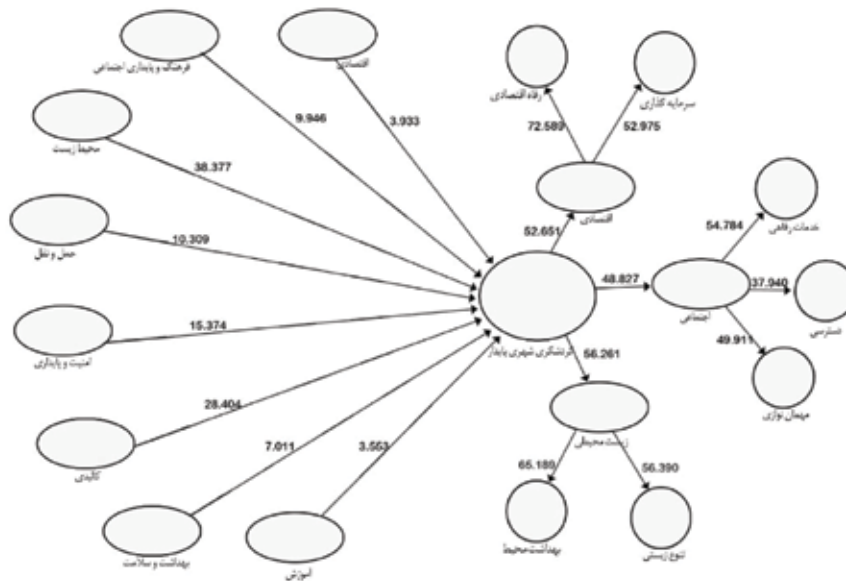 اقتصادی
3.933
فرهنگ و پایداری اجتماعی
9.946
محیط زیست
38.377
حمل و نقل
10.309
امنیت و پایداری
15.374
کالبدی
28.404
بهداشت و سلامت
7.011
آموزش
3.553
گردشگری شهری پایدار
52.651
اقتصادی
72.589
رفاه اقتصادی
52.975
سرمایه گذاری
48.827
اجتماعی
54.784
خدمات رفاهی
37.940
دسترسی
49.911
مهمان نوازی
56.261
زیست محیطی
65.189
بهداشت محیط
56.390
تنوع زیستی